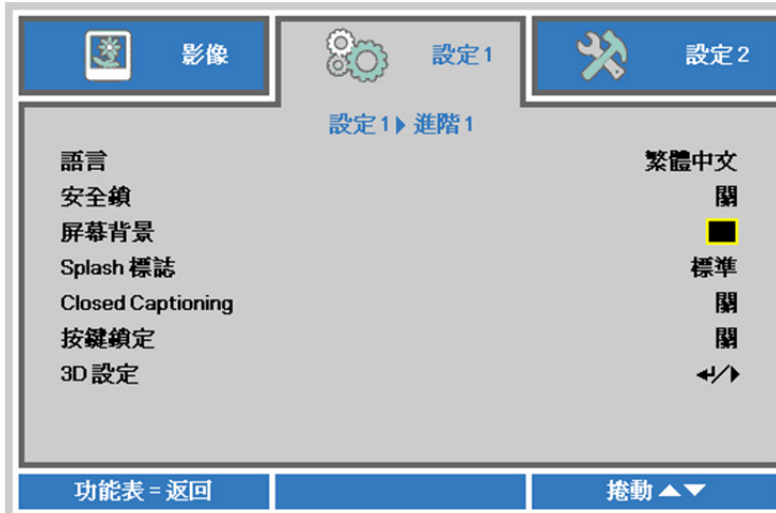 影像 設定1 設定2
設定1▶進階1
語言 繁體中文
安全鎖 關
屏幕背景
Splash 標誌 標準
Closed Captioning 關
按鍵鎖定 關
3D 設定 ↵/▶
功能表 = 返回 捲動▲▼